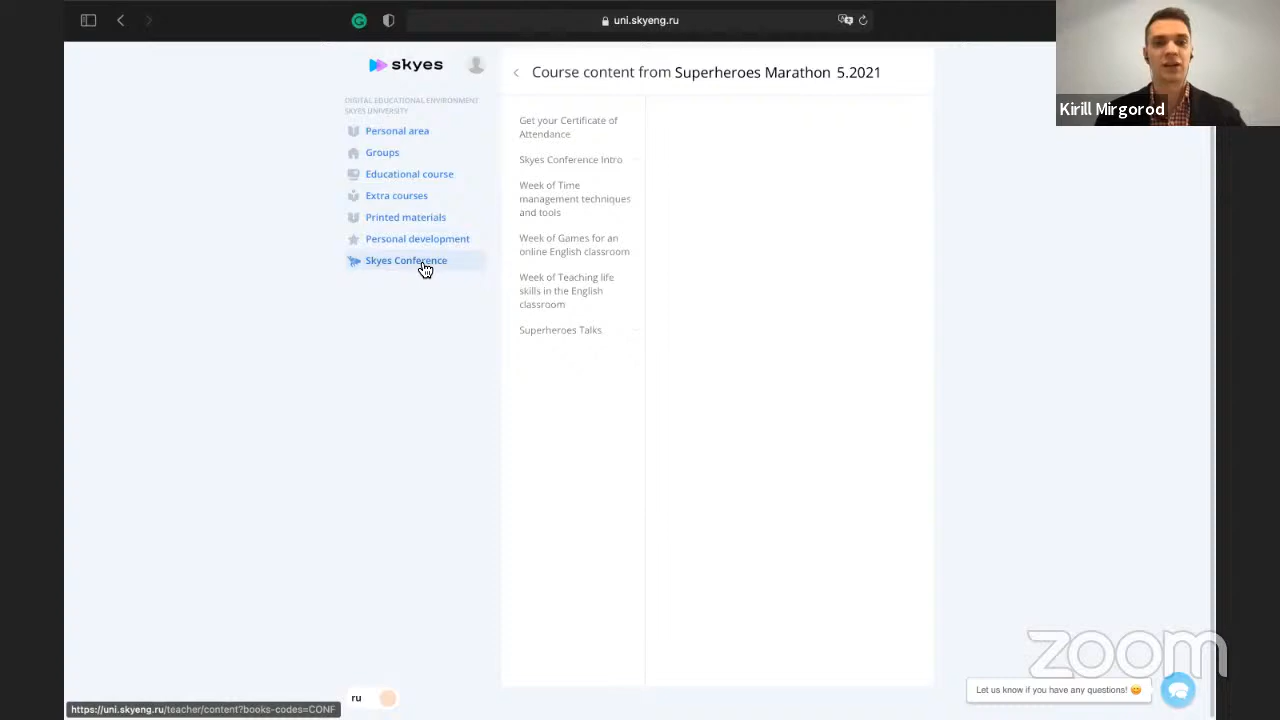 uni.skyeng.ru
Kirill Mirgorod
skyes
DIGITAL EDUCATIONAL ENVIRONMENT
SKYES UNIVERSITY
Personal area
Groups
Educational course
Extra courses
Printed materials
Personal development
Skyes Conference
Course content from Superheroes Marathon 5.2021
Get your Certificate of
Attendance
Skyes Conference Intro
Week of Time
management techniques
and tools
Week of Games for an
online English classroom
Week of Teaching life
skills in the English
classroom
Superheroes Talks
zoom
Let us know if you have any questions! 😀
ru
https://uni.skyeng.ru/teacher/content?books-codes=CONF